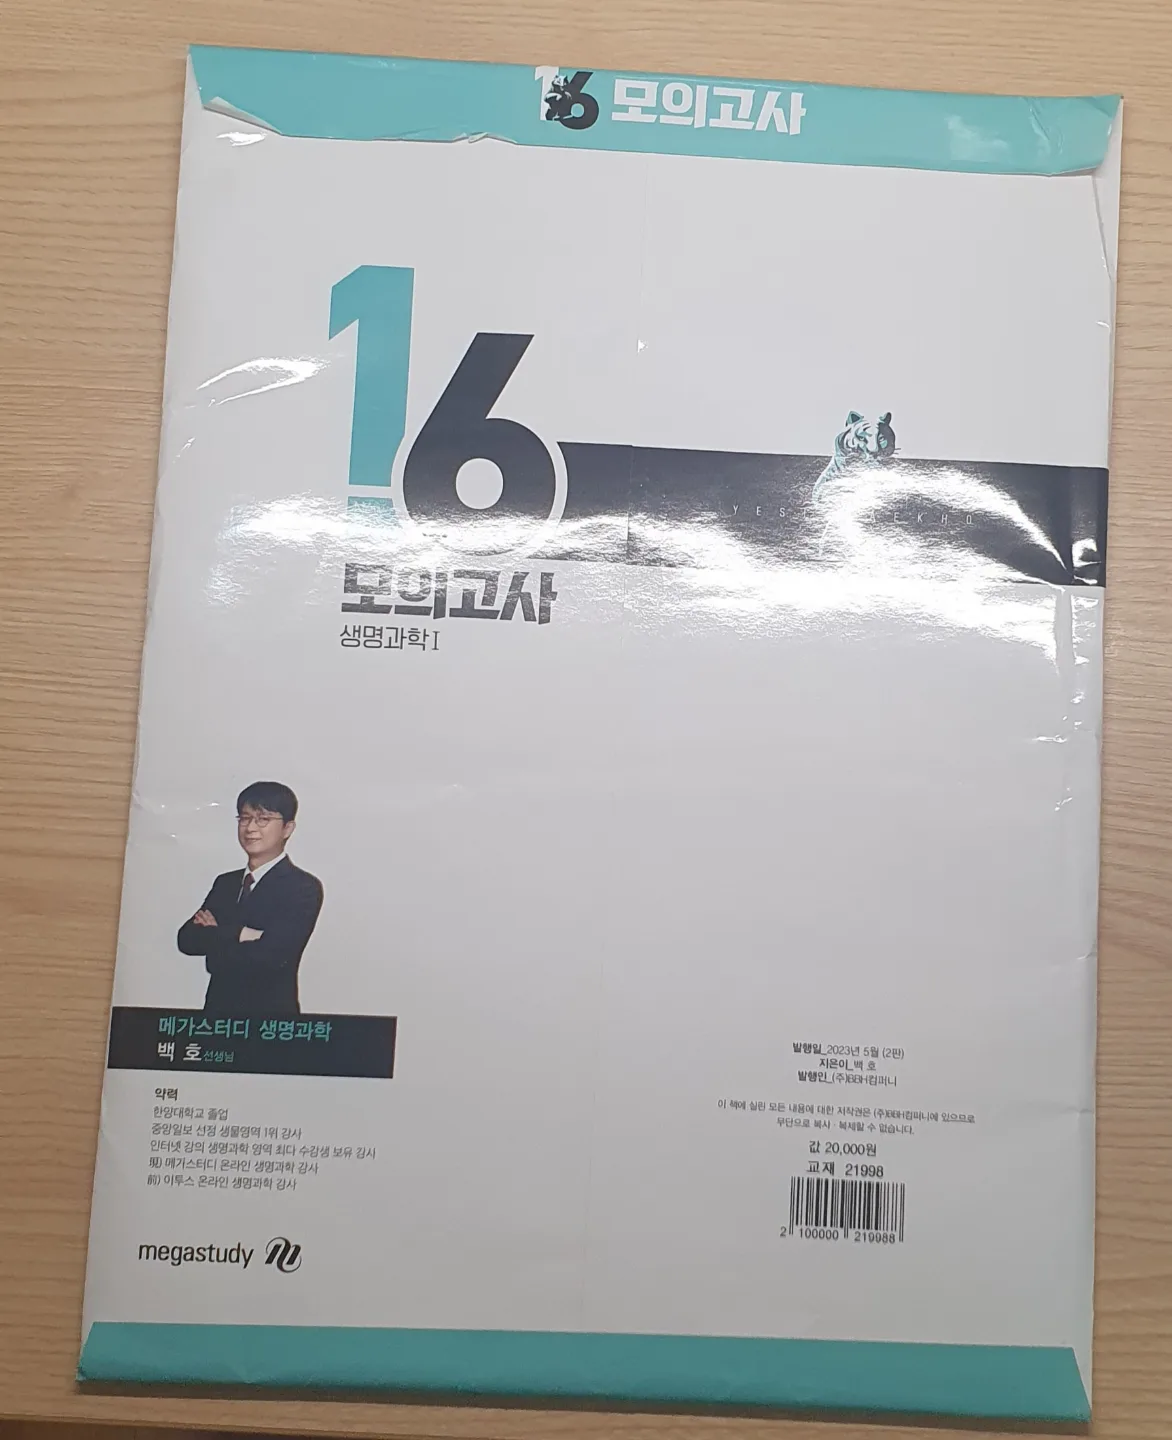 16 모의고사
16
YES
모의고사
생명과학 I
메가스터디 생명과학
백 호 선생님
약력
한양대학교 졸업
중앙일보 선정 생물영역 1위 강사
인터넷 강의 생명과학 영역 최다 수강생 보유 강사
現) 메가스터디 온라인 생명과학 강사
前) 이투스 온라인 생명과학 강사
megastudy
발행일_2023년 5월 (2판)
지은이_백 호
발행인_(주)BBH컴퍼니
이 책에 실린 모든 내용에 대한 저작권은 (주)BBH컴퍼니에 있으므로
무단으로 복사 · 복제할 수 없습니다.
값 20,000원
교재 21998
2 100000 219988